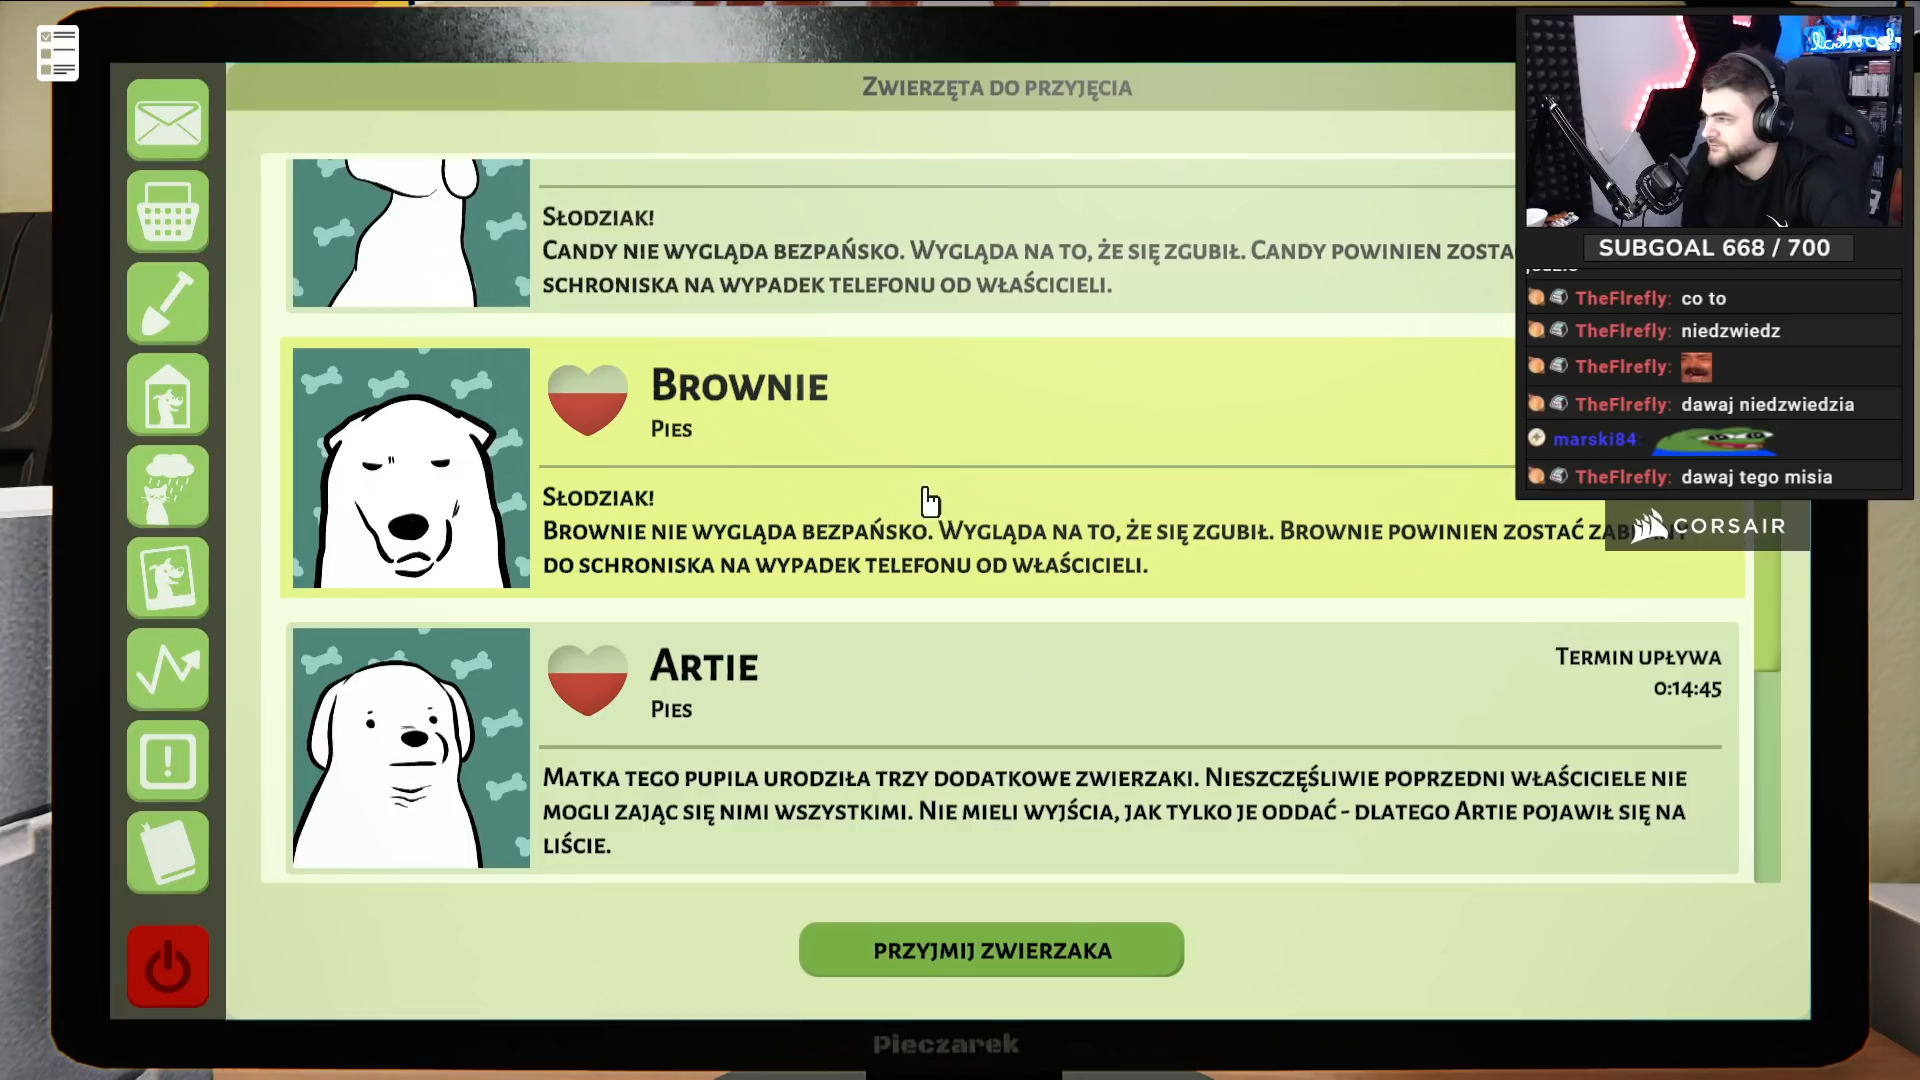 Zwierzęta do przyjęcia
Słodziak!
Candy nie wygląda bezpańsko. Wygląda na to, że się zgubił. Candy powinien zosta
schroniska na wypadek telefonu od właścicieli.
Brownie
Pies
Słodziak!
Brownie nie wygląda bezpańsko. Wygląda na to, że się zgubił. Brownie powinien zostać
do schroniska na wypadek telefonu od właścicieli.
Artie
Pies
Termin upływa
0:14:45
Matka tego pupila urodziła trzy dodatkowe zwierzaki. Nieszczęśliwie poprzedni właściciele nie
mogli zająć się nimi wszystkimi. Nie mieli wyjścia, jak tylko je oddać - dlatego Artie pojawił się na
liście.
PRZYJMIJ ZWIERZAKA
Pieczarek
SUBGOAL 668 / 700
TheFIrefly: co to
TheFIrefly: niedzwiedz
TheFIrefly:
TheFIrefly: dawaj niedzwiedzia
marski84:
TheFIrefly: dawaj tego misia
CORSAIR